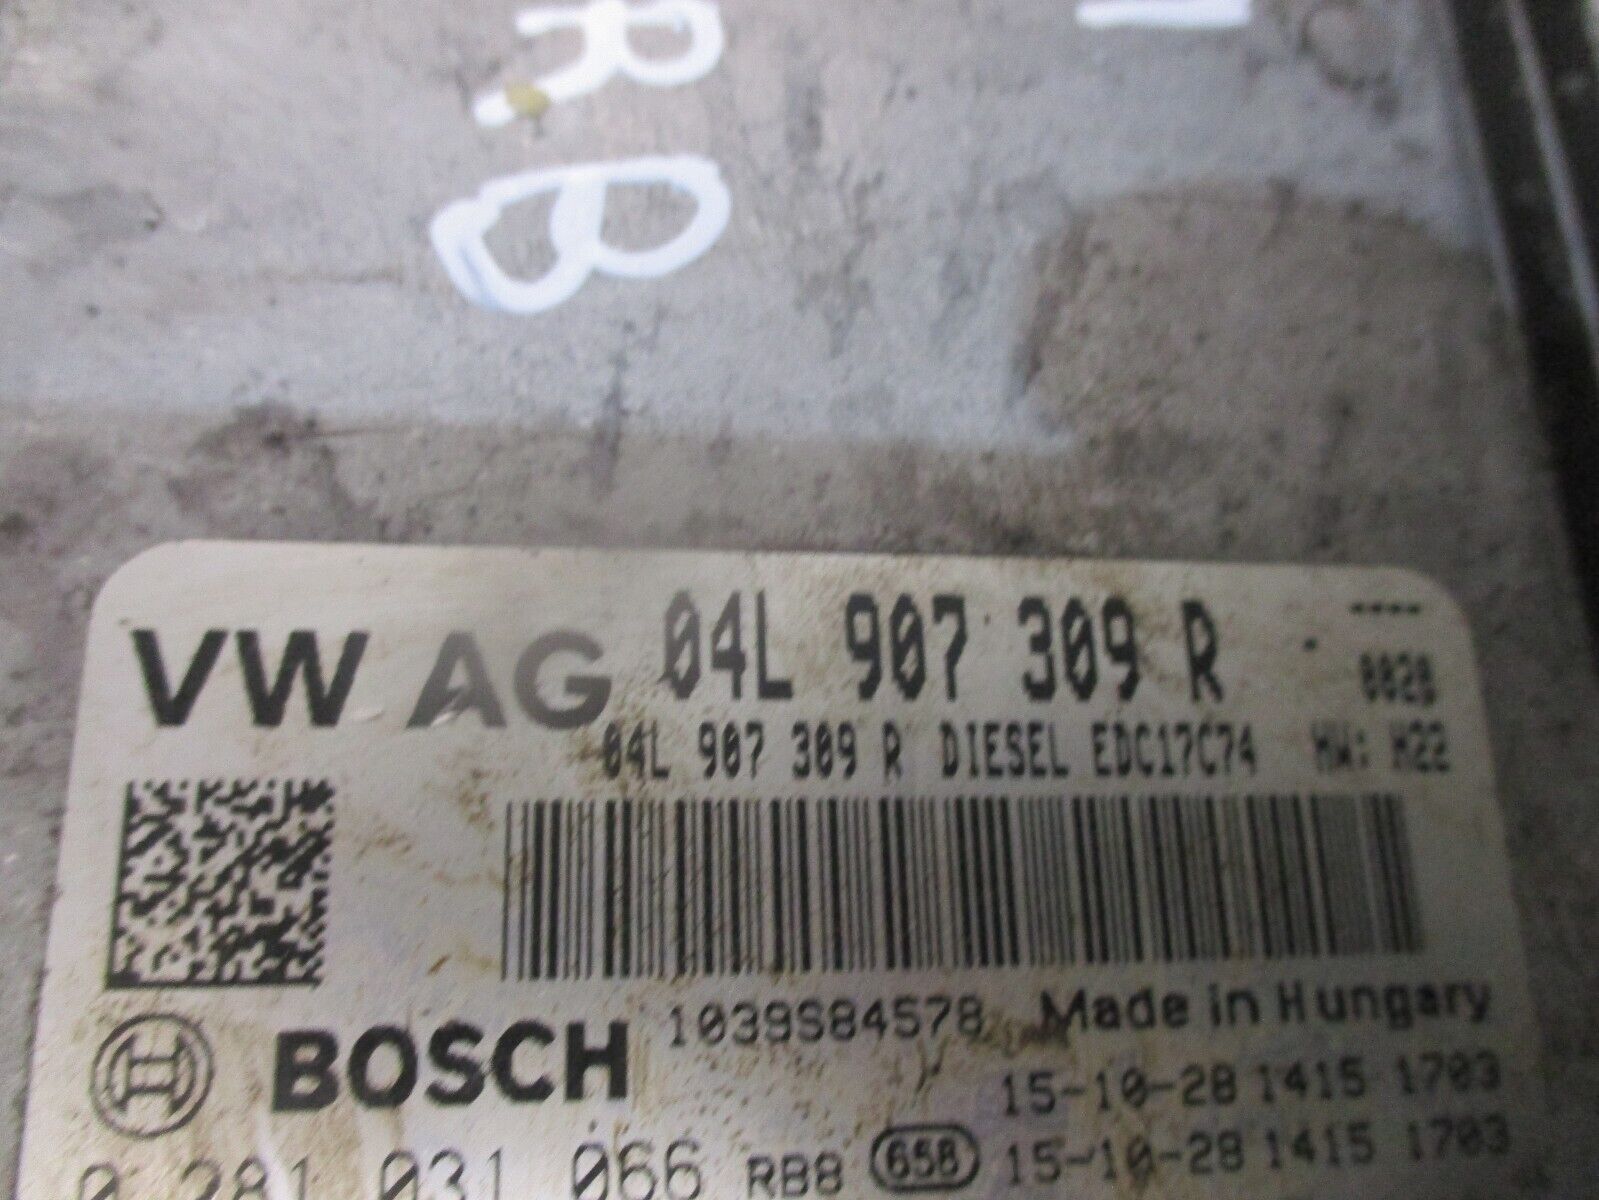 R.B
VW AG 04L 907 309 R ----
04L 907 309 R DIESEL EDC17C74 HW: H22
BOSCH 1039S84578 Made in Hungary
15-10-28 1415 1703
0 281 031 066 RB8 658 15-10-28 1415 1703